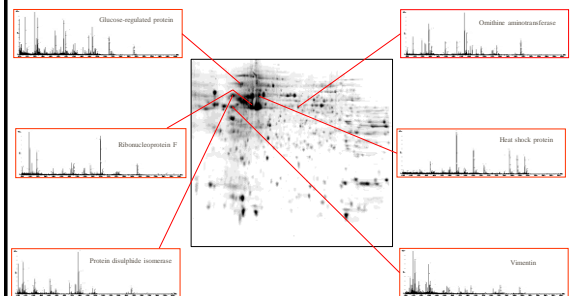 Glucose-regulated protein
Ornithine aminotransferase
Ribonucleoprotein F
Heat shock protein
Protein disulphide isomerase
Vimentin